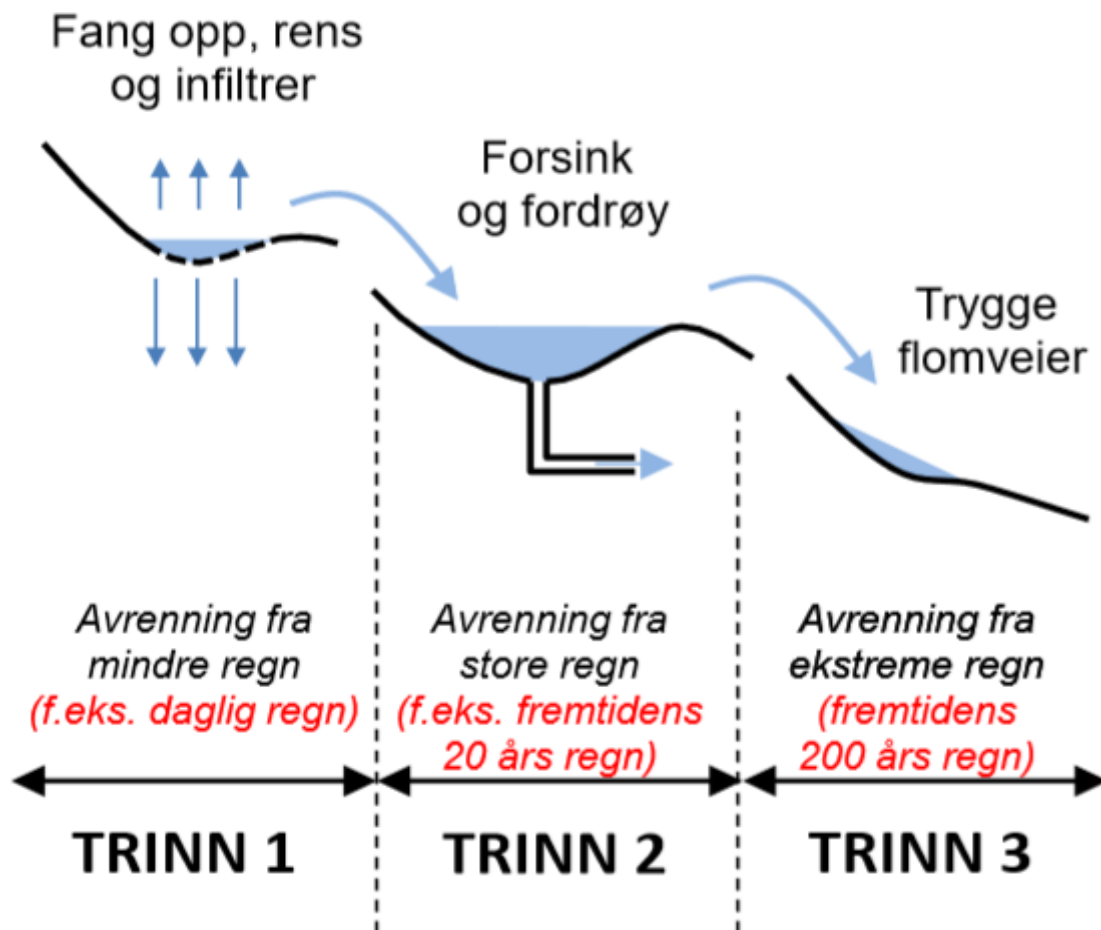 Fang opp, rens
og infiltrer
Forsink
og fordrøy
Trygge
flomveier
Avrenning fra
mindre regn
(f.eks. daglig regn)
Avrenning fra
store regn
(f.eks. fremtidens
20 års regn)
Avrenning fra
ekstreme regn
(fremtidens
200 års regn)
TRINN 1
TRINN 2
TRINN 3